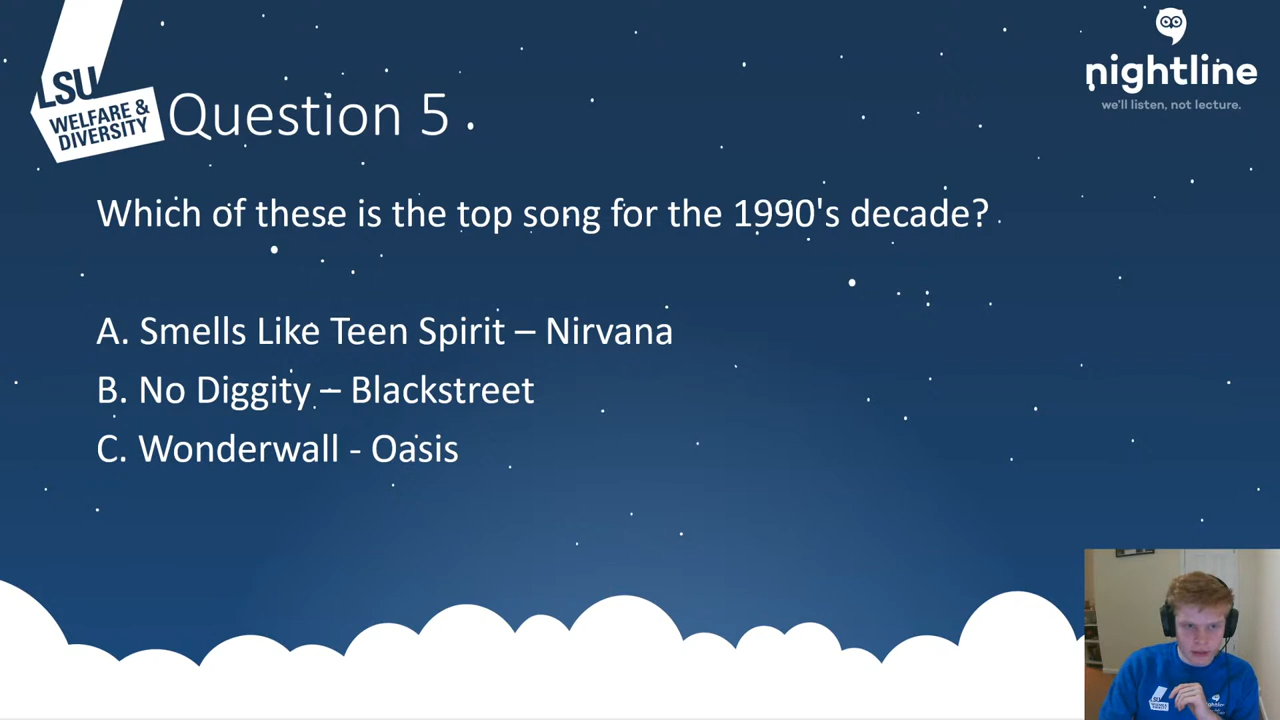 LSU
WELFARE &
DIVERSITY
nightline
we'll listen, not lecture.
Question 5
Which of these is the top song for the 1990's decade?
A. Smells Like Teen Spirit – Nirvana
B. No Diggity – Blackstreet
C. Wonderwall - Oasis
LSU